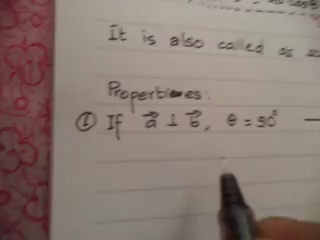 It is also called as
Properties:
① If a⃗ ⊥ b⃗, θ = 90° —